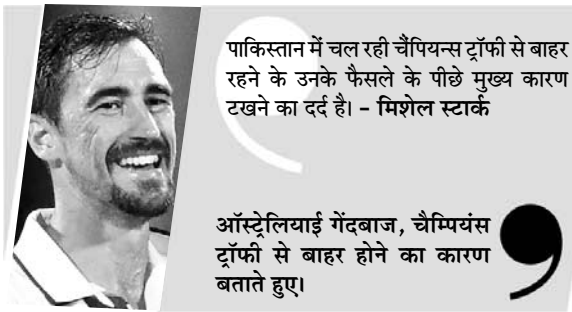 पाकिस्तान में चल रही चैंपियन्स ट्रॉफी से बाहर
रहने के उनके फैसले के पीछे मुख्य कारण
टखने का दर्द है। - मिशेल स्टार्क
ऑस्ट्रेलियाई गेंदबाज, चैम्पियंस
ट्रॉफी से बाहर होने का कारण
बताते हुए।